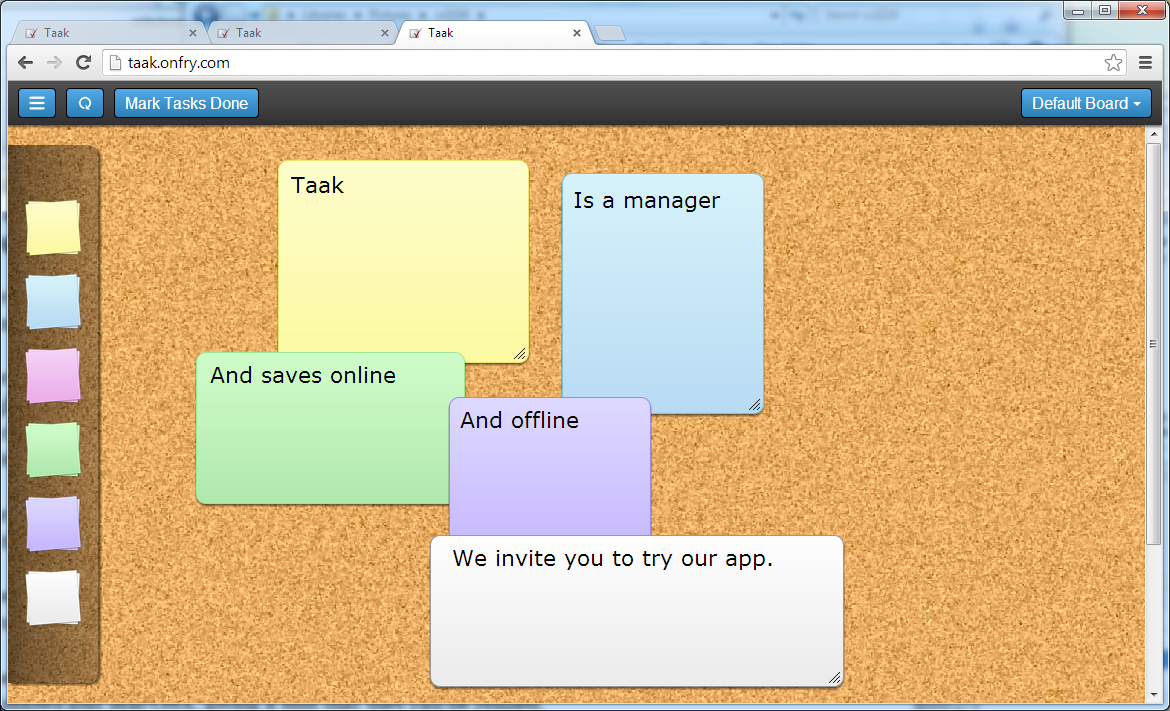 Taak
Taak
Taak
taak.onfry.com
Mark Tasks Done
Default Board
Taak
Is a manager
And saves online
And offline
We invite you to try our app.